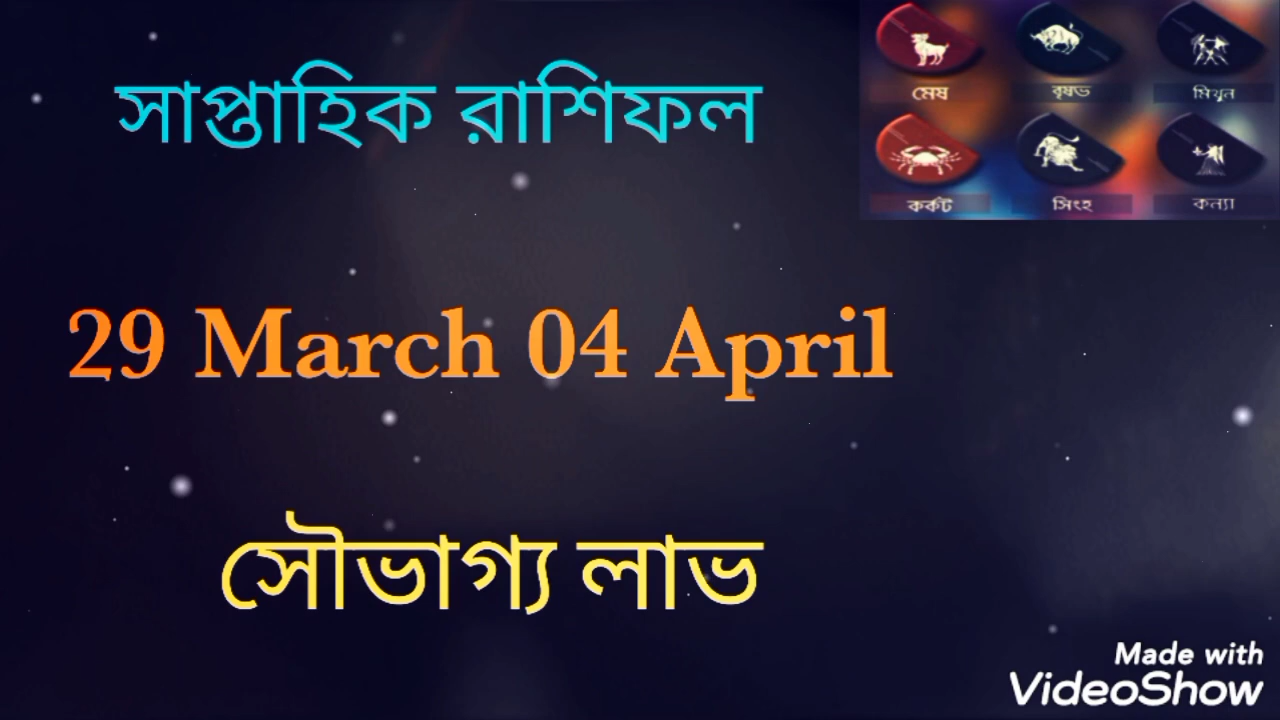 সাপ্তাহিক রাশিফল
মেষ বৃষভ মিথুন
কর্কট সিংহ কন্যা
29 March 04 April
সৌভাগ্য লাভ
Made with
VideoShow